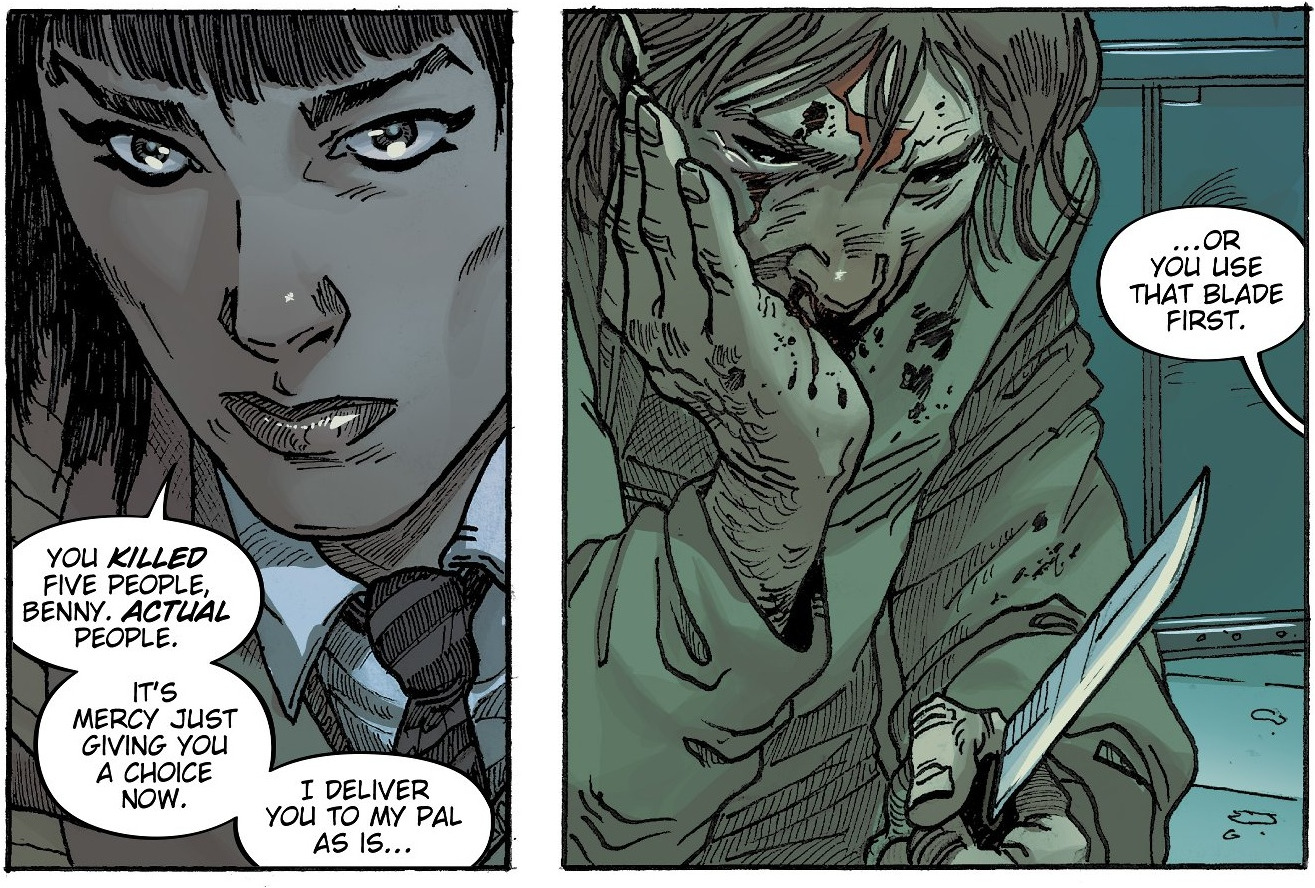 YOU KILLED
FIVE PEOPLE,
BENNY. ACTUAL
PEOPLE.
IT'S
MERCY JUST
GIVING YOU
A CHOICE
NOW.
I DELIVER
YOU TO MY PAL
AS IS...
...OR
YOU USE
THAT BLADE
FIRST.